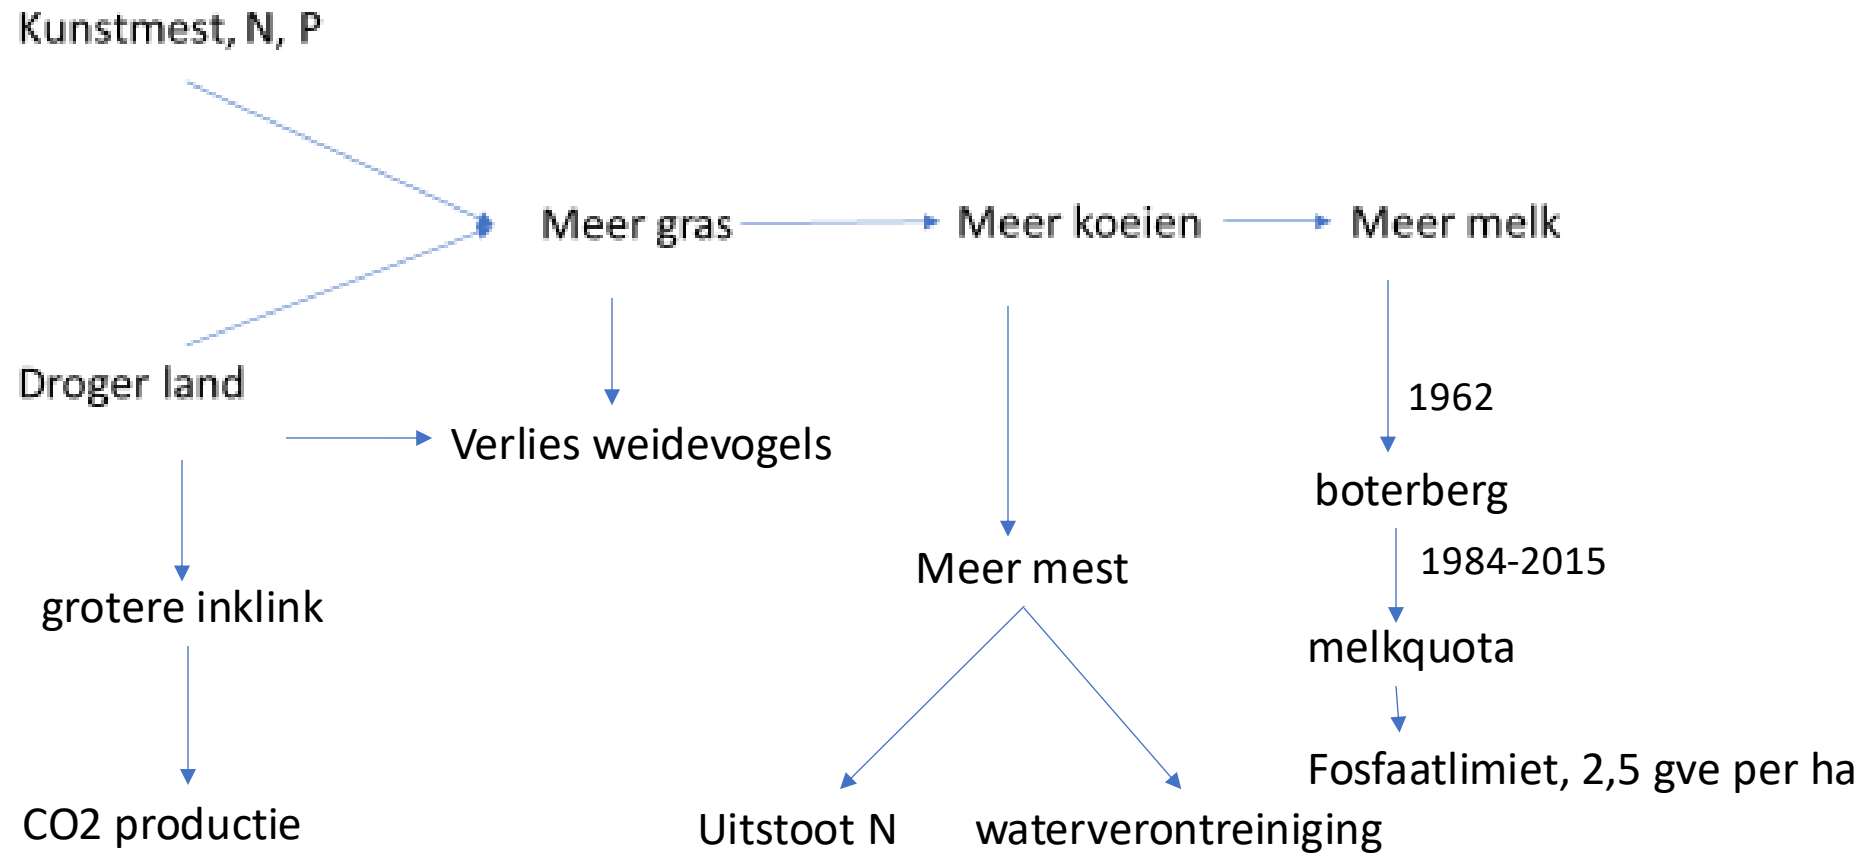 Kunstmest, N, P
Meer gras
Meer koeien
Meer melk
Droger land
1962
Verlies weidevogels
boterberg
1984-2015
Meer mest
grotere inklink
melkquota
Fosfaatlimiet, 2,5 gve per ha
CO2 productie
Uitstoot N
waterverontreiniging